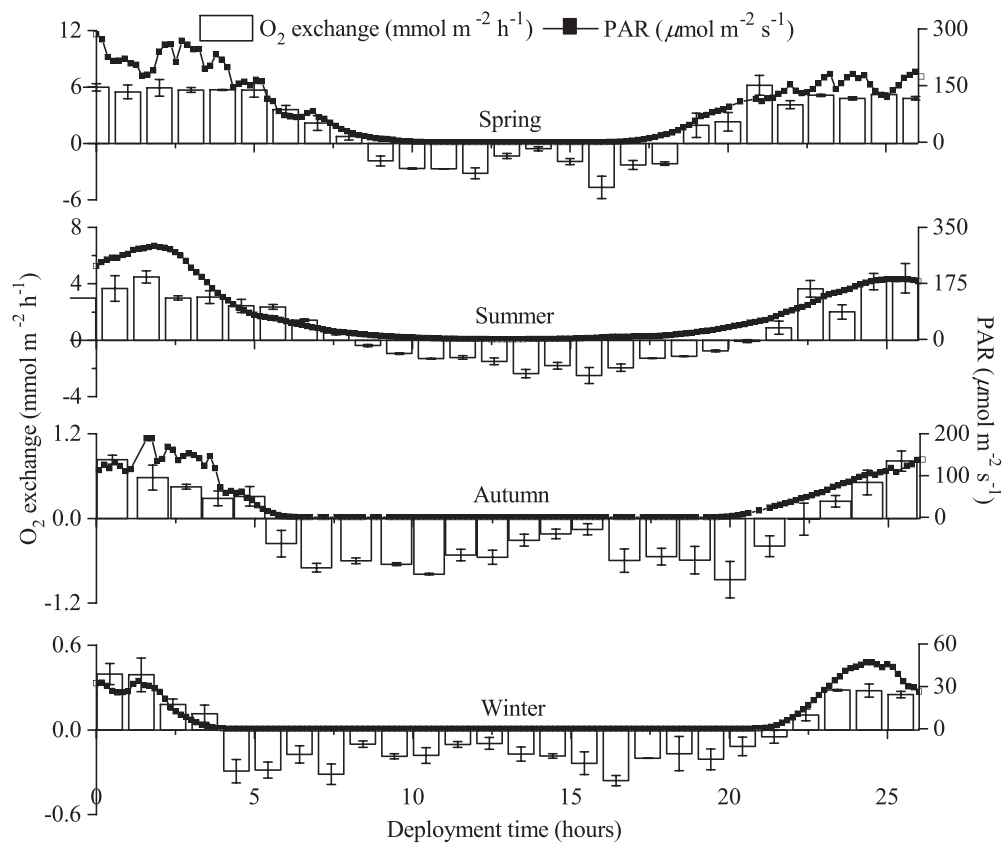 O₂ exchange (mmol m⁻² h⁻¹) PAR (μmol m⁻² s⁻¹)
12
6
0
-6
Spring
300
150
0
8
4
0
-4
Summer
350
175
0
1.2
0.0
-1.2
Autumn
200
100
0
0.6
0.0
-0.6
Winter
60
30
0
0 5 10 15 20 25
Deployment time (hours)
O₂ exchange (mmol m⁻² h⁻¹)
PAR (μmol m⁻² s⁻¹)